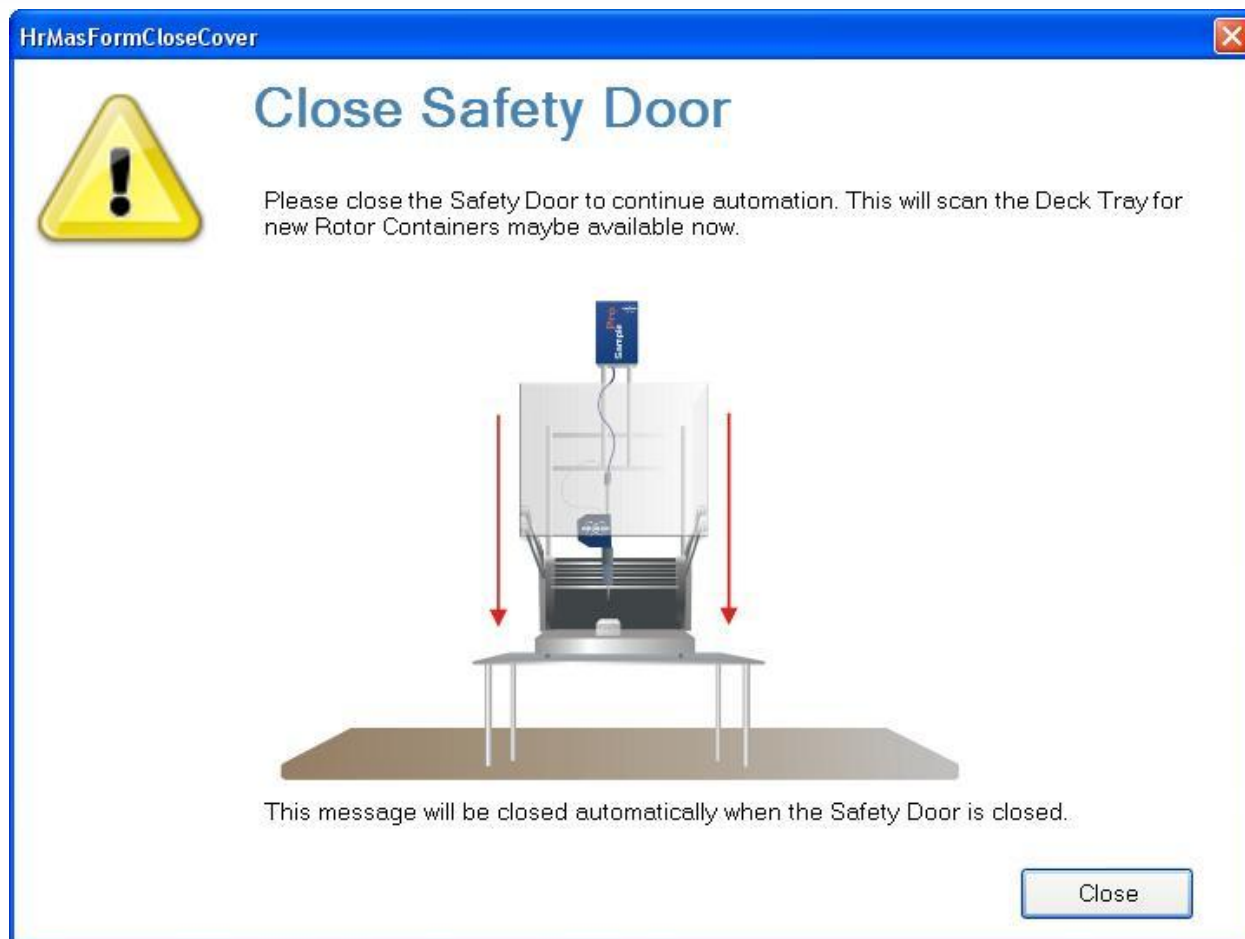 HrMasFormCloseCover
Close Safety Door
Please close the Safety Door to continue automation. This will scan the Deck Tray for
new Rotor Containers maybe available now.
Sample Pro
This message will be closed automatically when the Safety Door is closed.
Close